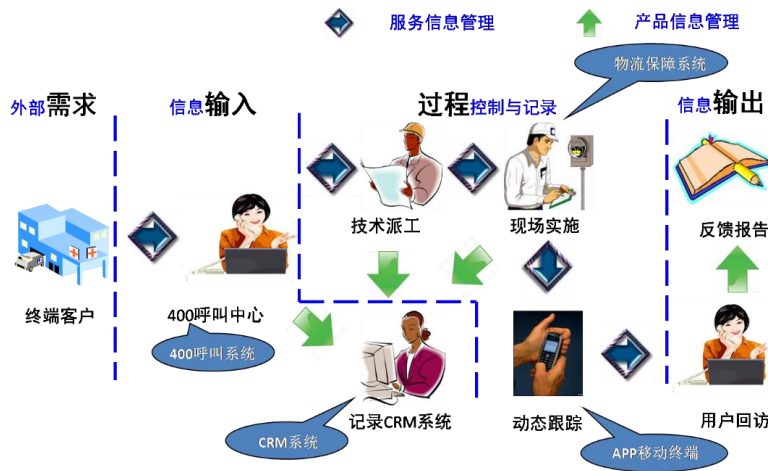 服务信息管理
产品信息管理
物流保障系统
外部需求
信息输入
过程控制与记录
信息输出
技术派工
现场实施
反馈报告
终端客户
400呼叫中心
400呼叫系统
记录CRM系统
动态跟踪
用户回访
CRM系统
APP移动终端